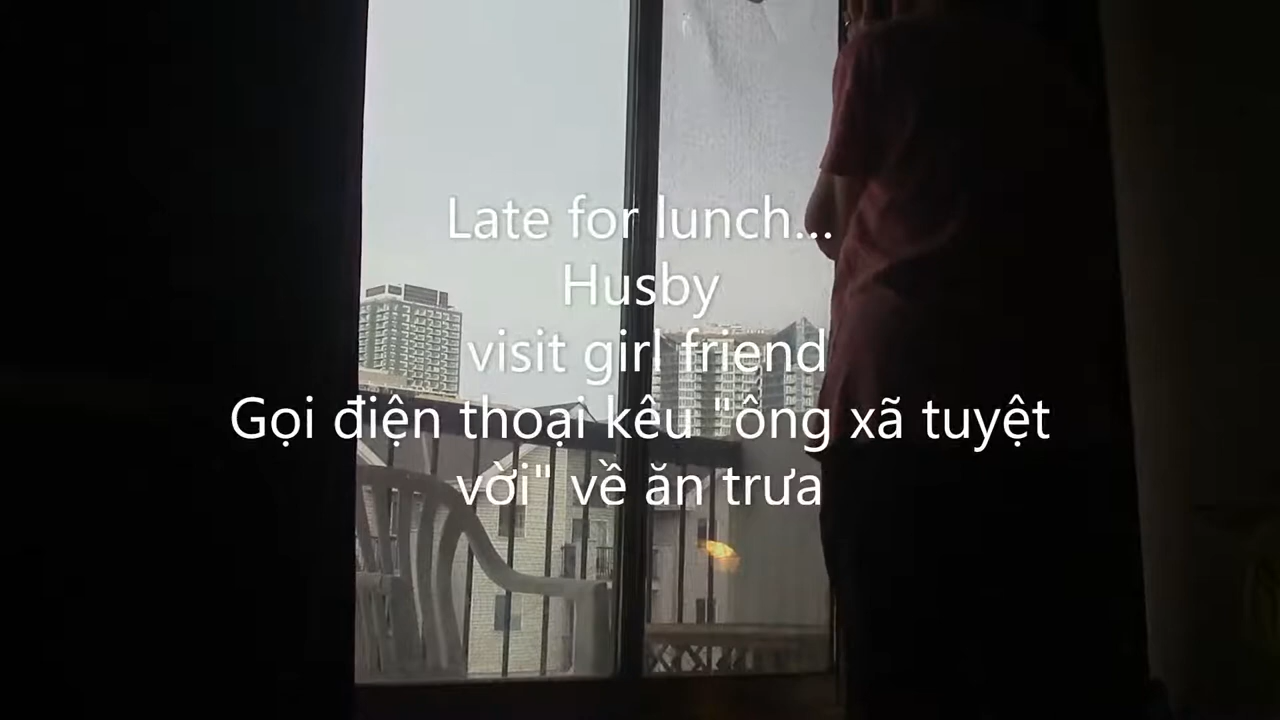 Late for lunch...
Husby
visit girl friend
Gọi điện thoại kêu "ông xã tuyệt
vời" về ăn trưa